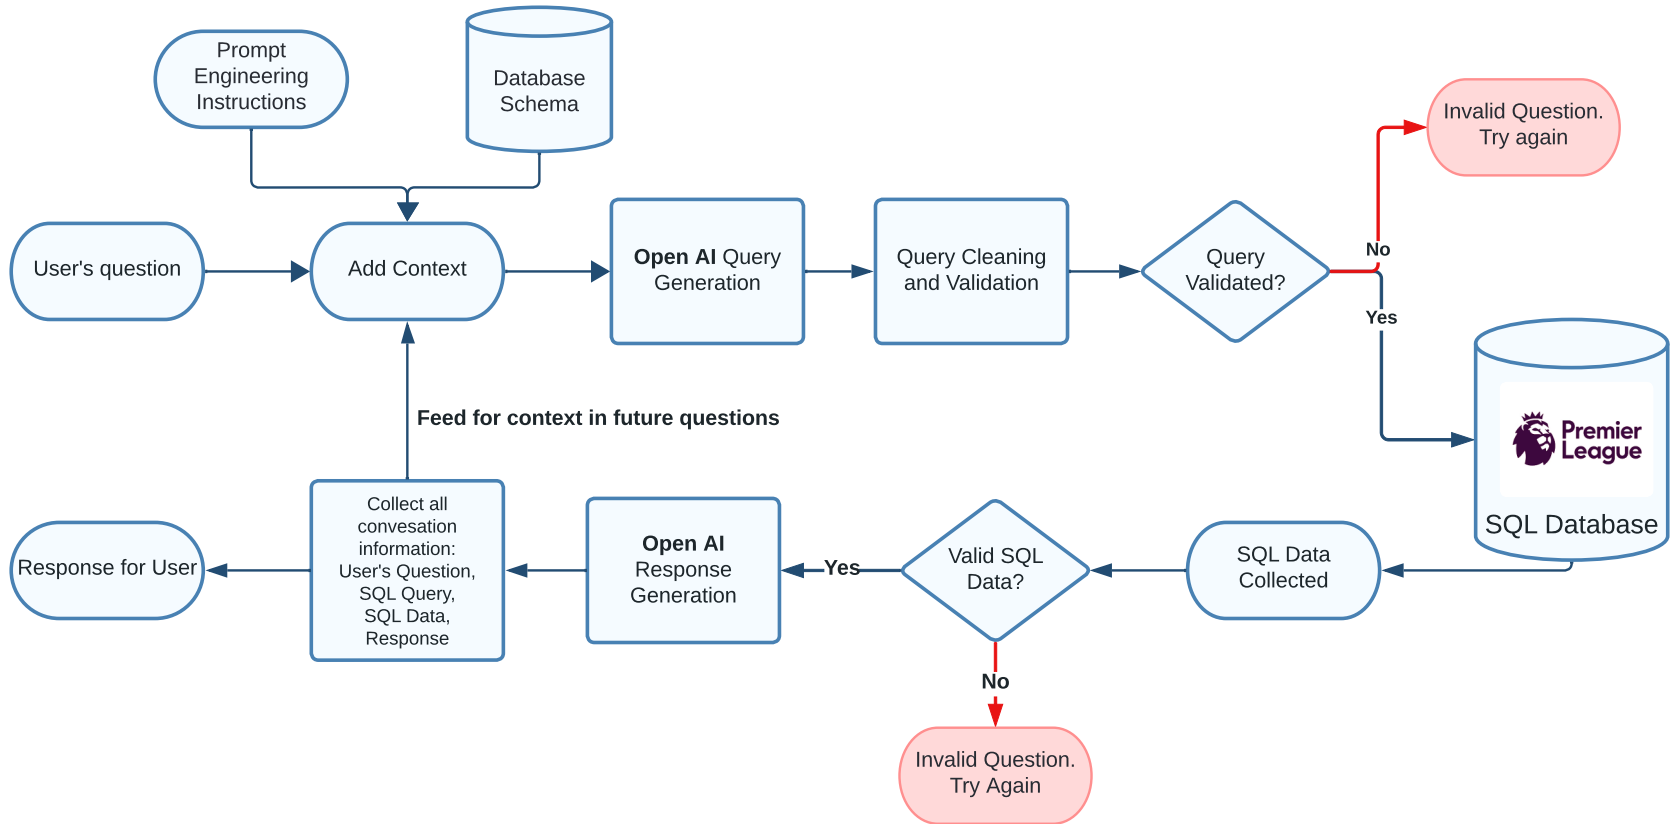 Prompt
Engineering
Instructions
Database
Schema
Invalid Question.
Try again
User's question
Add Context
Open AI Query
Generation
Query Cleaning
and Validation
Query
Validated?
No
Yes
Premier
League
SQL Database
Feed for context in future questions
Response for User
Collect all
convesation
information:
User's Question,
SQL Query,
SQL Data,
Response
Open AI
Response
Generation
Yes
Valid SQL
Data?
SQL Data
Collected
No
Invalid Question.
Try Again